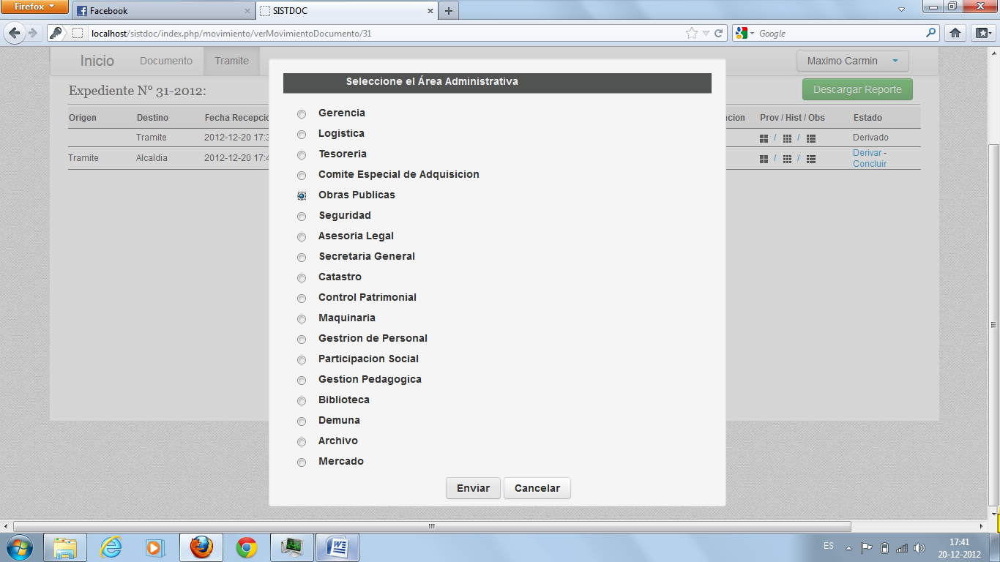 Firefox
Facebook
SISTDOC
localhost/sistdoc/index.php/movimiento/verMovimientoDocumento/31
Google
Inicio
Documento
Tramite
Maximo Carmin
Expediente N° 31-2012:
Descargar Reporte
Origen Destino Fecha Recepcio ncion Prov / Hist / Obs Estado
Tramite 2012-12-20 17:3 / / Derivado
Tramite Alcaldia 2012-12-20 17:4 / / Derivar -
Concluir
Seleccione el Área Administrativa
Gerencia
Logistica
Tesoreria
Comite Especial de Adquisicion
Obras Publicas
Seguridad
Asesoria Legal
Secretaria General
Catastro
Control Patrimonial
Maquinaria
Gestrion de Personal
Participacion Social
Gestion Pedagogica
Biblioteca
Demuna
Archivo
Mercado
Enviar
Cancelar
ES
17:41
20-12-2012